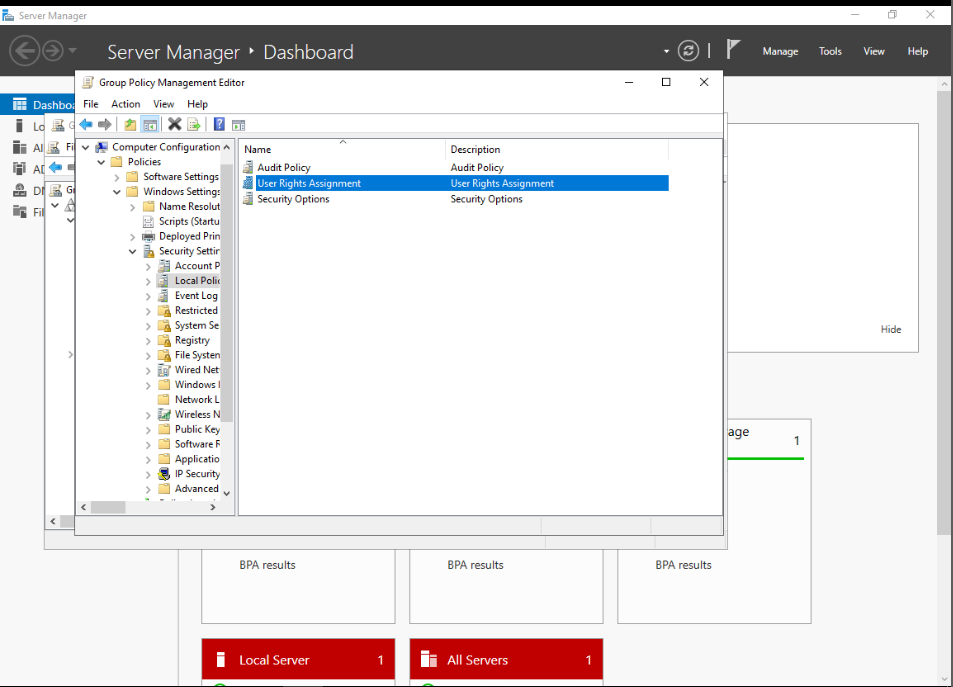 Server Manager
Server Manager • Dashboard
Manage Tools View Help
Dashboa
Lo
Al
AD
DN
Fil
G
Fi
Gr
Group Policy Management Editor
File Action View Help
Computer Configuration
Policies
Software Settings
Windows Settings
Name Resolut
Scripts (Startu
Deployed Prin
Security Settin
Account P
Local Polic
Event Log
Restricted
System Se
Registry
File System
Wired Net
Windows
Network L
Wireless N
Public Key
Software R
Applicatio
IP Security
Advanced
Name Description
Audit Policy Audit Policy
User Rights Assignment User Rights Assignment
Security Options Security Options
Hide
age 1
BPA results
BPA results
BPA results
Local Server 1
All Servers 1